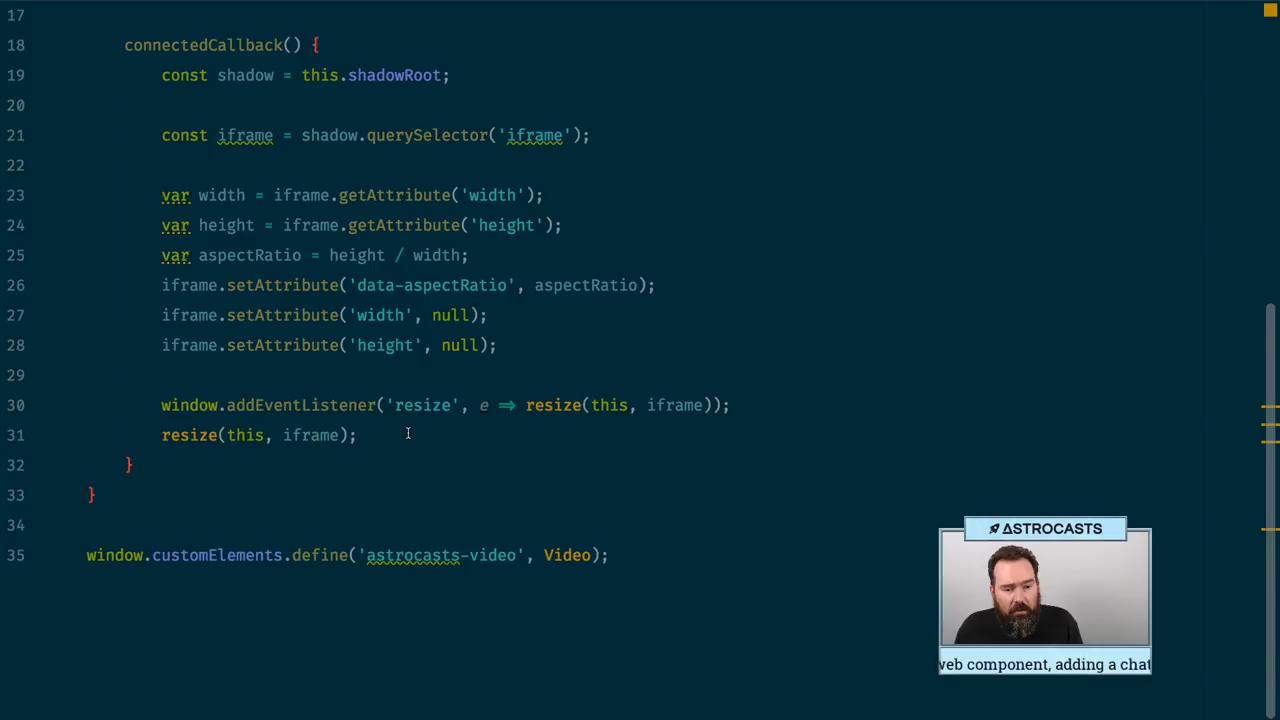 17
18 connectedCallback() {
19 const shadow = this.shadowRoot;
20
21 const iframe = shadow.querySelector('iframe');
22
23 var width = iframe.getAttribute('width');
24 var height = iframe.getAttribute('height');
25 var aspectRatio = height / width;
26 iframe.setAttribute('data-aspectRatio', aspectRatio);
27 iframe.setAttribute('width', null);
28 iframe.setAttribute('height', null);
29
30 window.addEventListener('resize', e ⇒ resize(this, iframe));
31 resize(this, iframe);
32 }
33 }
34
35 window.customElements.define('astrocasts-video', Video);
ΔSTROCASTS
web component, adding a chat